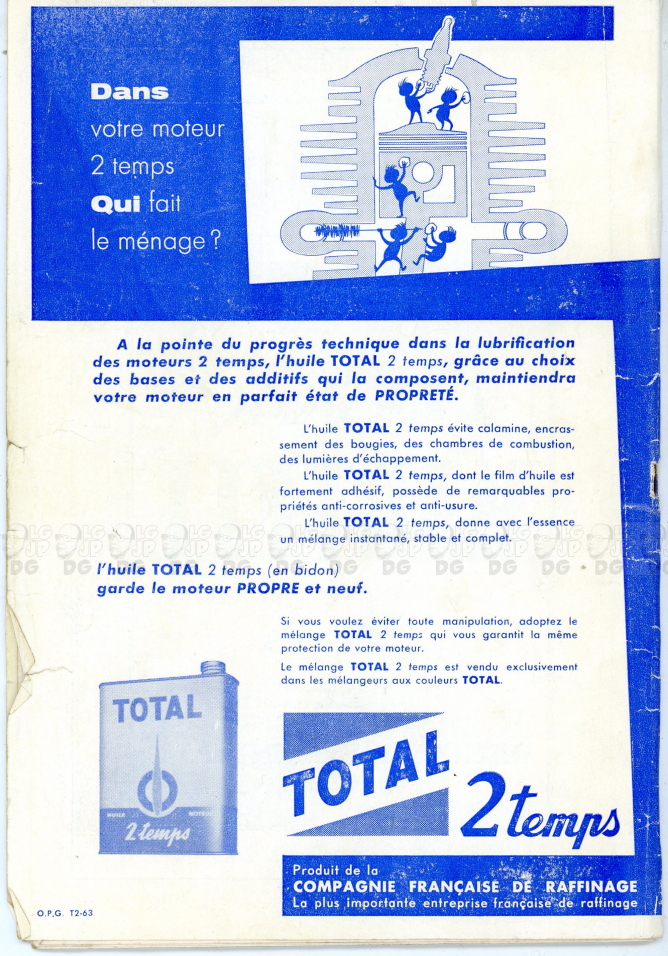 Dans
votre moteur
2 temps
Qui fait
le ménage ?
A la pointe du progrès technique dans la lubrification
des moteurs 2 temps, l'huile TOTAL 2 temps, grâce au choix
des bases et des additifs qui la composent, maintiendra
votre moteur en parfait état de PROPRETÉ.
L'huile TOTAL 2 temps évite calamine, encras-
sement des bougies, des chambres de combustion,
des lumières d'échappement.
L'huile TOTAL 2 temps, dont le film d'huile est
fortement adhésif, possède de remarquables pro-
priétés anti-corrosives et anti-usure.
L'huile TOTAL 2 temps, donne avec l'essence
un mélange instantané, stable et complet.
l'huile TOTAL 2 temps (en bidon)
garde le moteur PROPRE et neuf.
Si vous voulez éviter toute manipulation, adoptez le
mélange TOTAL 2 temps qui vous garantit la même
protection de votre moteur.
Le mélange TOTAL 2 temps est vendu exclusivement
dans les mélangeurs aux couleurs TOTAL.
TOTAL
HUILE MOTEUR
2 temps
TOTAL
2 temps
Produit de la
COMPAGNIE FRANÇAISE DE RAFFINAGE
La plus importante entreprise française de raffinage
O.P.G. T2-63